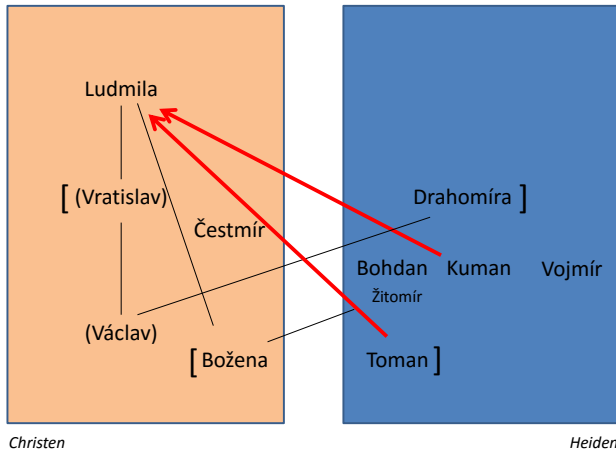 Ludmila
[ (Vratislav) Drahomíra ]
Čestmír
Bohdan Kuman Vojmír
Žitomír
(Václav)
[ Božena Toman ]
Christen Heiden